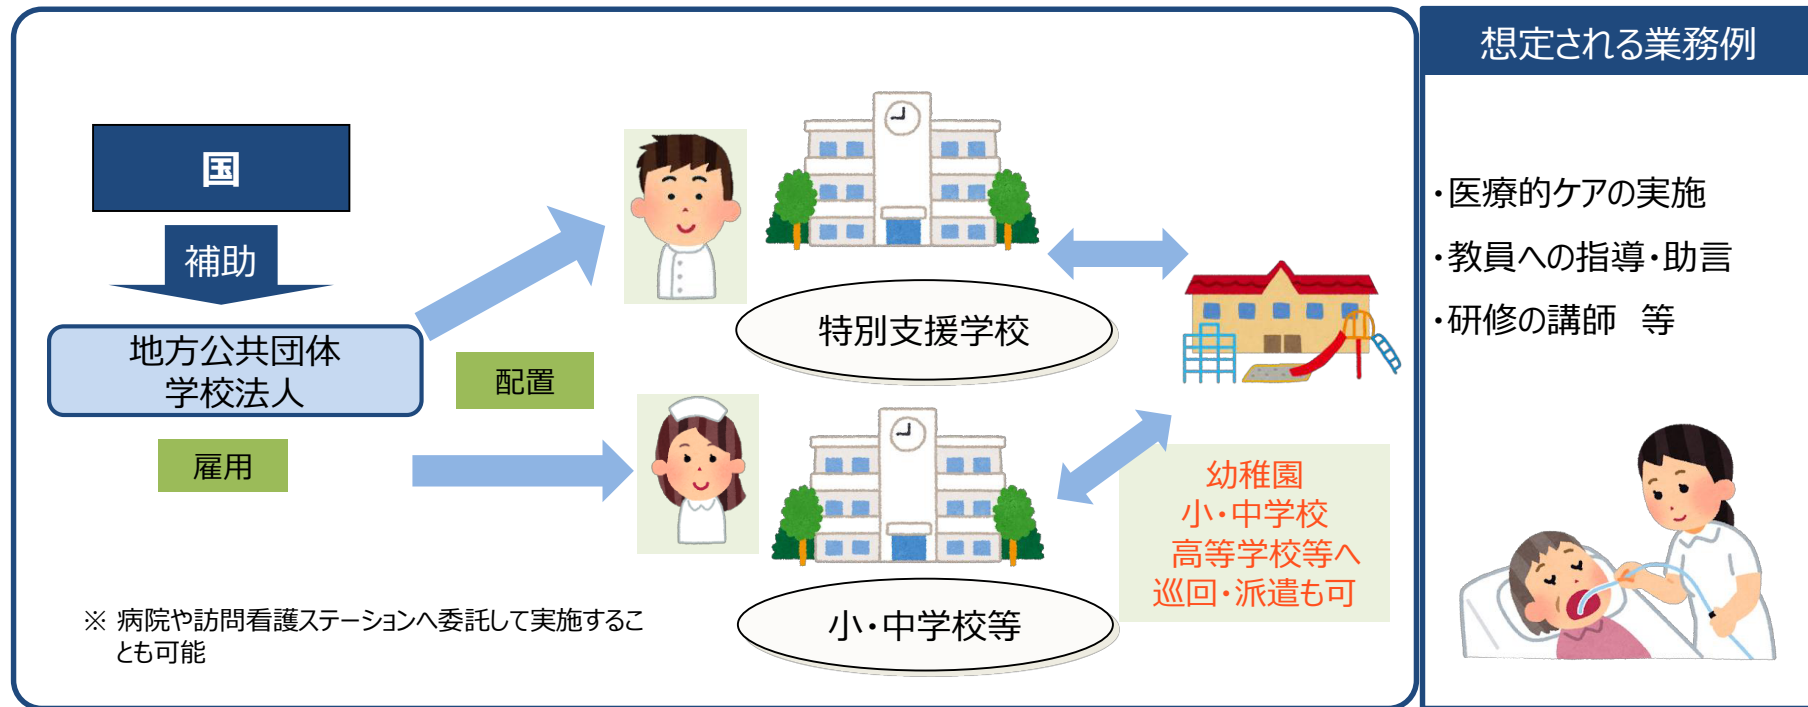 国
補助
地方公共団体
学校法人
雇用
配置
特別支援学校
小・中学校等
幼稚園
小・中学校
高等学校等へ
巡回・派遣も可
※ 病院や訪問看護ステーションへ委託して実施するこ
とも可能
想定される業務例
・医療的ケアの実施
・教員への指導・助言
・研修の講師　等